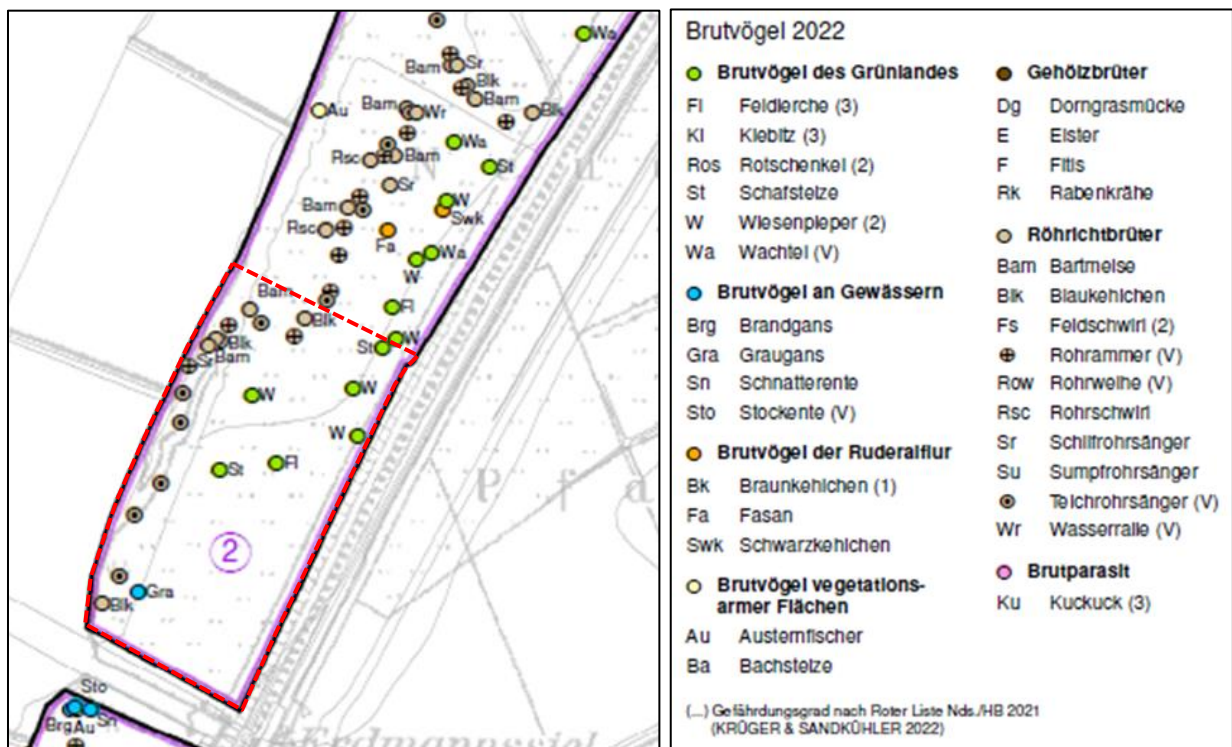 Wa
Bam Sr
Blk
Bam
Au
Bam Wr
Blk
Wa
Rsc Bam
St
N
Sr
W
Bam
Swk
Rsc
Fa
Wa
W
Bam
Fl
Blk
W
Blk
St
Sr Bam
W
W
W
St
Fl
P f
2
Gra
Blk
Sto
Brg Au Sn
Erdmannssiel
Brutvögel 2022
Brutvögel des Grünlandes
Fl Feldlerche (3)
Ki Kiebitz (3)
Ros Rotschenkel (2)
St Schafstelze
W Wiesenpieper (2)
Wa Wachtel (V)
Brutvögel an Gewässern
Brg Brandgans
Gra Graugans
Sn Schnatterente
Sto Stockente (V)
Brutvögel der Ruderalflur
Bk Braunkehlchen (1)
Fa Fasan
Swk Schwarzkehlchen
Brutvögel vegetations-
armer Flächen
Au Austernfischer
Ba Bachstelze
Gehölzbrüter
Dg Dorngrasmücke
E Elster
F Fitis
Rk Rabenkrähe
Röhrichtbrüter
Bam Bartmeise
Blk Blaukehlchen
Fs Feldschwirl (2)
Rohrammer (V)
Row Rohrweihe (V)
Rsc Rohrschwirl
Sr Schilfrohrsänger
Su Sumpfrohrsänger
Teichrohrsänger (V)
Wr Wasserralle (V)
Brutparasit
Ku Kuckuck (3)
(...) Gefährdungsgrad nach Roter Liste Nds./HB 2021
(KRÜGER & SANDKÜHLER 2022)